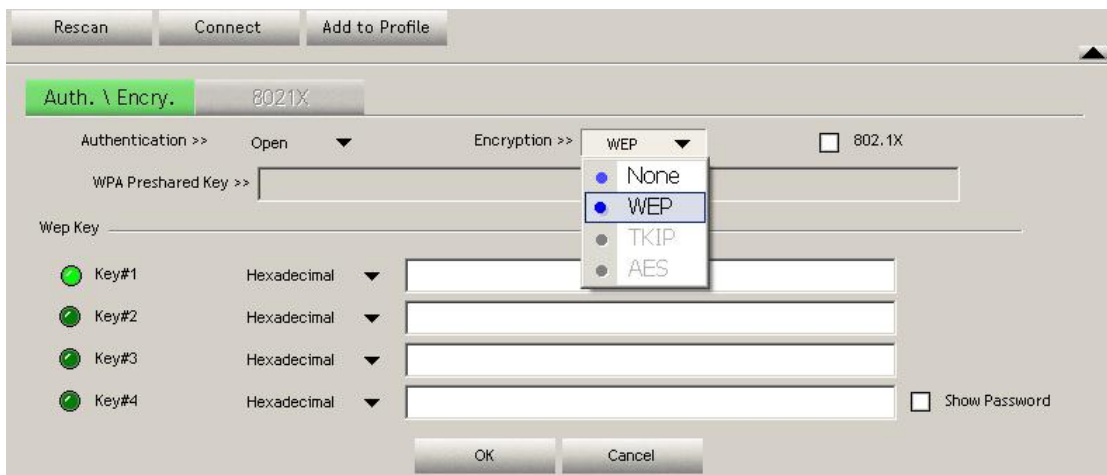 Rescan Connect Add to Profile
Auth. \ Encry. 8021X
Authentication >> Open Encryption >> WEP 802.1X
WPA Preshared Key >> None
WEP
TKIP
AES
Wep Key
Key#1 Hexadecimal
Key#2 Hexadecimal
Key#3 Hexadecimal
Key#4 Hexadecimal Show Password
OK Cancel